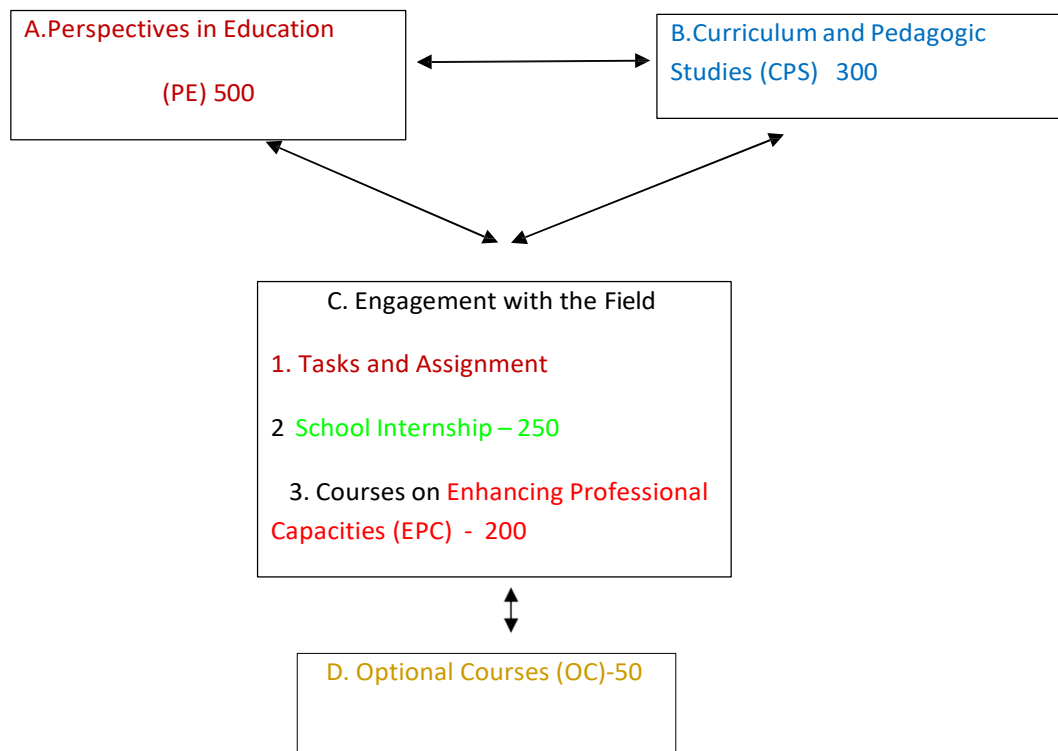 A.Perspectives in Education
(PE) 500
B.Curriculum and Pedagogic
Studies (CPS) 300
C. Engagement with the Field
1. Tasks and Assignment
2 School Internship – 250
3. Courses on Enhancing Professional
Capacities (EPC) - 200
D. Optional Courses (OC)-50